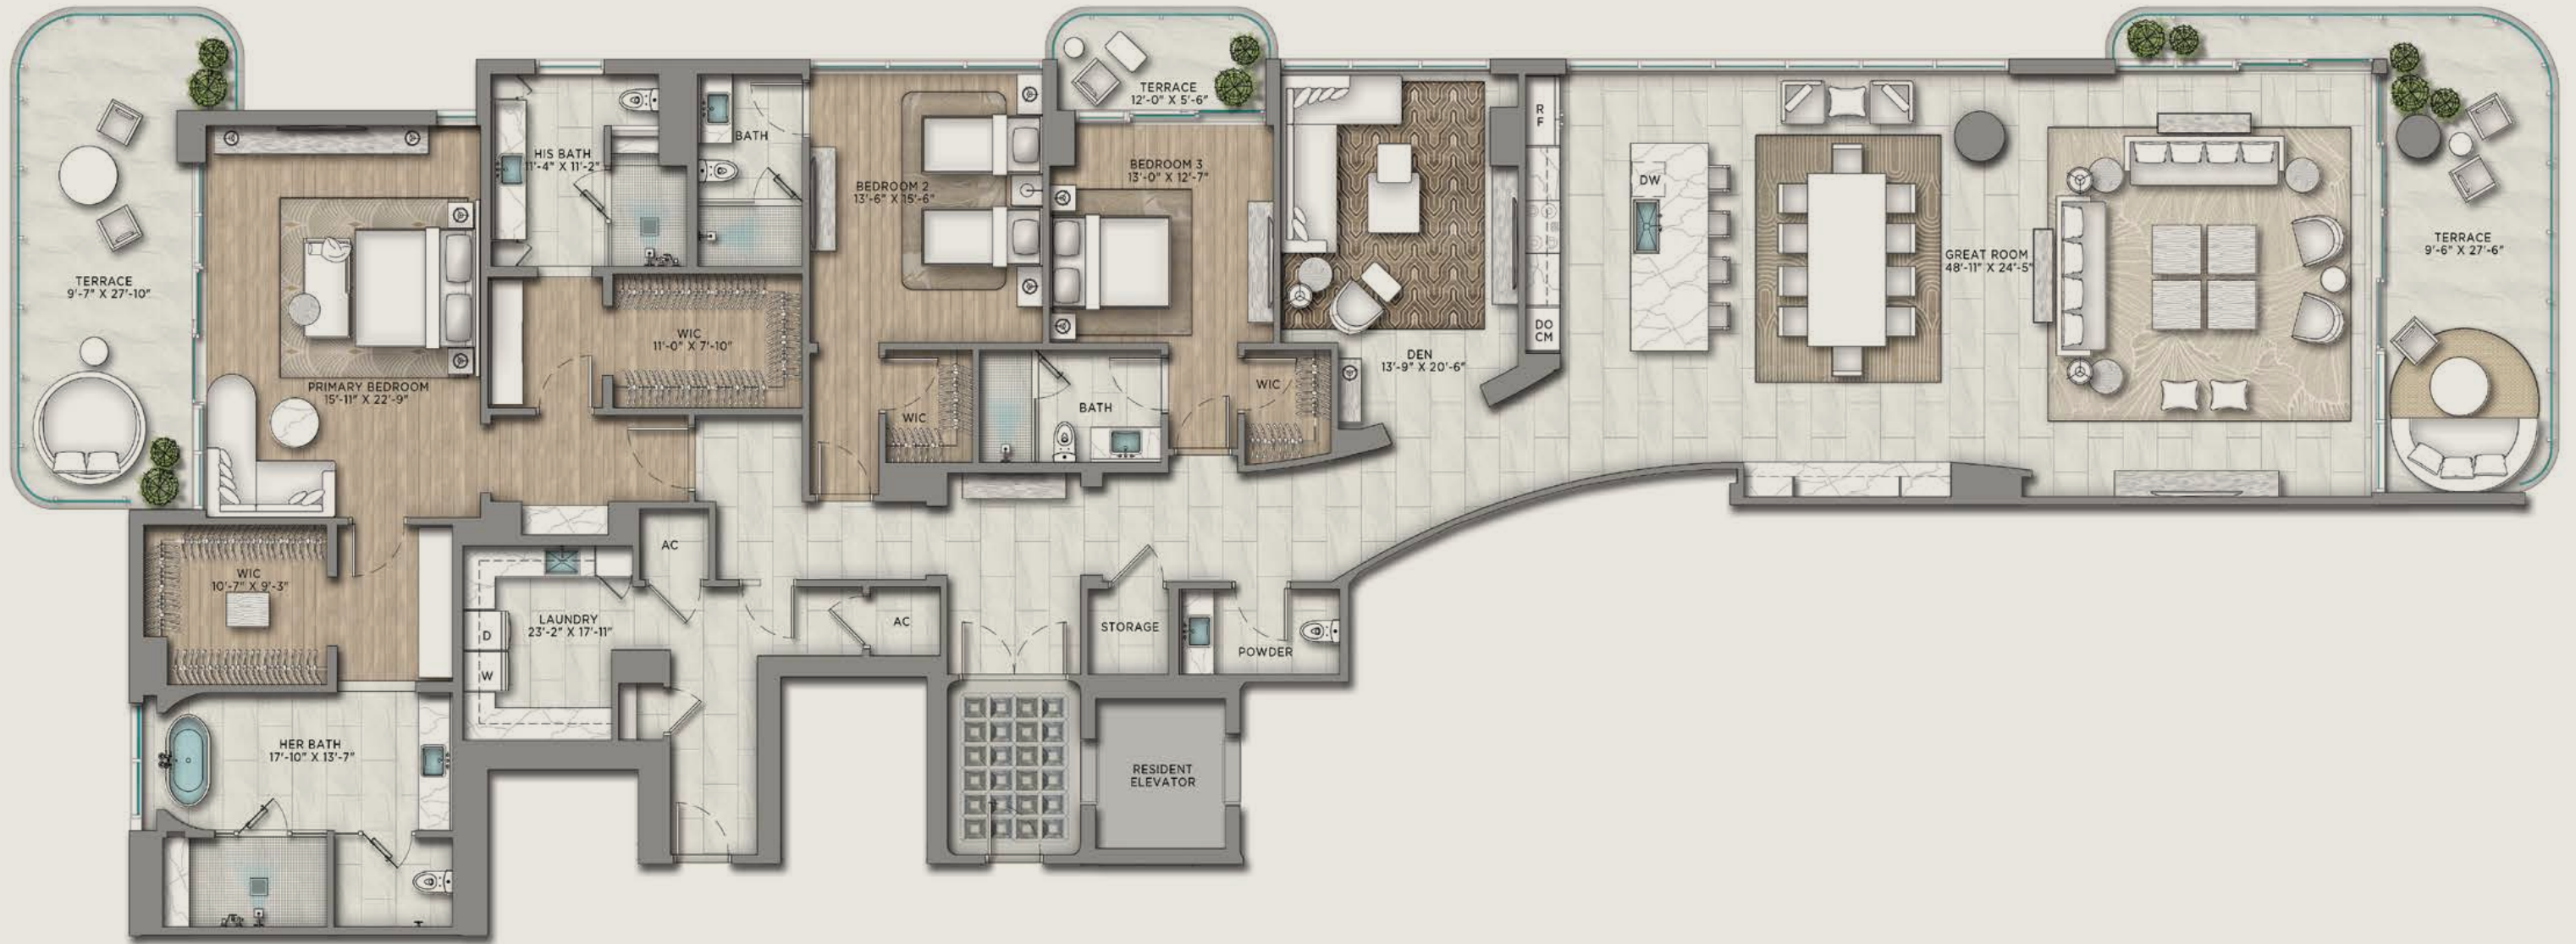 TERRACE
9'-7" X 27'-10"
PRIMARY BEDROOM
15'-11" X 22'-9"
HIS BATH
11'-4" X 11'-2"
BATH
WIC
11'-0" X 7'-10"
BEDROOM 2
13'-6" X 15'-6"
WIC
TERRACE
12'-0" X 5'-6"
BEDROOM 3
13'-0" X 12'-7"
BATH
WIC
DEN
13'-9" X 20'-6"
R
F
DO
CM
DW
GREAT ROOM
48'-11" X 24'-5"
TERRACE
9'-6" X 27'-6"
WIC
10'-7" X 9'-3"
HER BATH
17'-10" X 13'-7"
LAUNDRY
23'-2" X 17'-11"
D
W
AC
AC
STORAGE
POWDER
RESIDENT
ELEVATOR